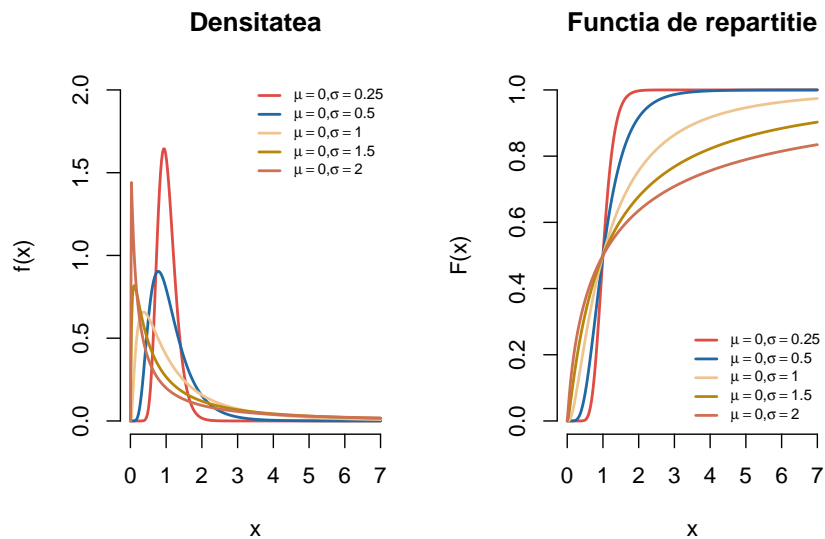 Densitatea
f(x)
2.0
1.5
1.0
0.5
0.0
μ = 0,σ = 0.25
μ = 0,σ = 0.5
μ = 0,σ = 1
μ = 0,σ = 1.5
μ = 0,σ = 2
0 1 2 3 4 5 6 7
x
Functia de repartitie
F(x)
1.0
0.8
0.6
0.4
0.2
0.0
μ = 0,σ = 0.25
μ = 0,σ = 0.5
μ = 0,σ = 1
μ = 0,σ = 1.5
μ = 0,σ = 2
0 1 2 3 4 5 6 7
x